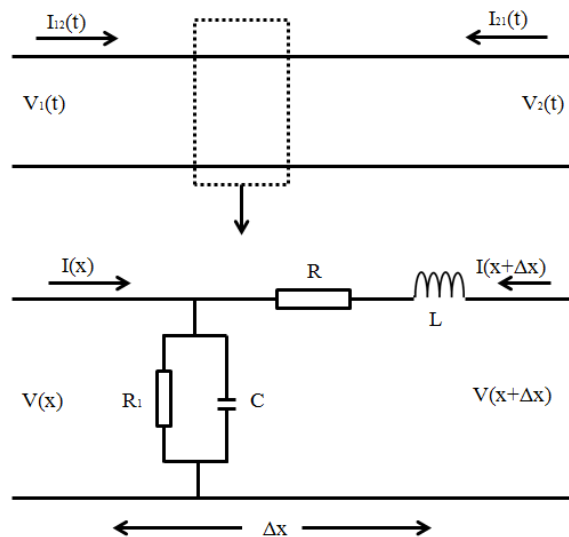 I₁₂(t)
I₂₁(t)
V₁(t)
V₂(t)
I(x)
R
I(x+Δx)
L
V(x)
R₁
C
V(x+Δx)
Δx